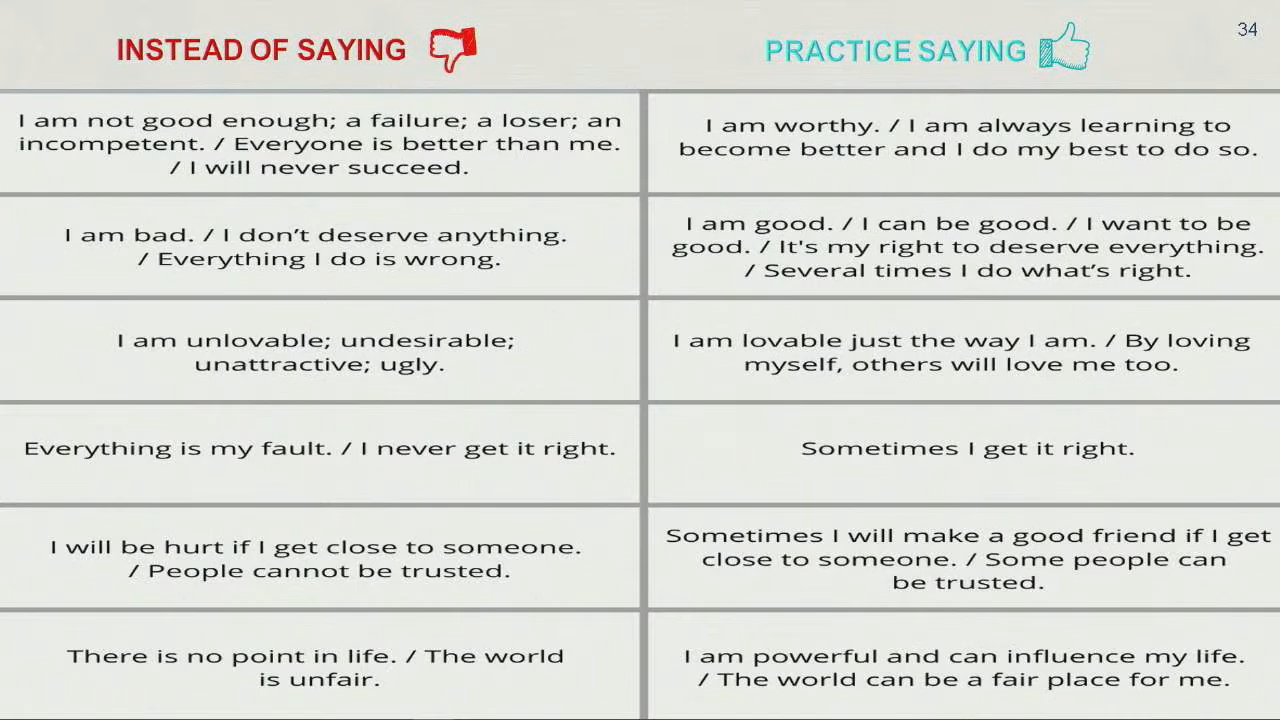 34
INSTEAD OF SAYING
PRACTICE SAYING
I am not good enough; a failure; a loser; an
incompetent. / Everyone is better than me.
/ I will never succeed.
I am worthy. / I am always learning to
become better and I do my best to do so.
I am bad. / I don’t deserve anything.
/ Everything I do is wrong.
I am good. / I can be good. / I want to be
good. / It's my right to deserve everything.
/ Several times I do what’s right.
I am unlovable; undesirable;
unattractive; ugly.
I am lovable just the way I am. / By loving
myself, others will love me too.
Everything is my fault. / I never get it right.
Sometimes I get it right.
I will be hurt if I get close to someone.
/ People cannot be trusted.
Sometimes I will make a good friend if I get
close to someone. / Some people can
be trusted.
There is no point in life. / The world
is unfair.
I am powerful and can influence my life.
/ The world can be a fair place for me.